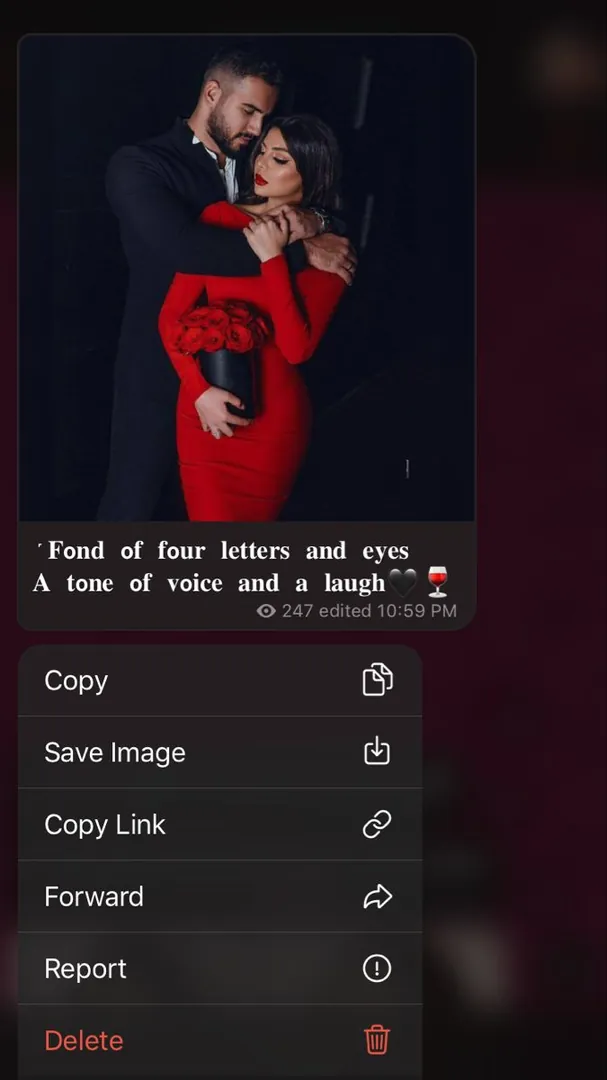 Fond of four letters and eyes
A tone of voice and a laugh🖤🍷
247 edited 10:59 PM
Copy
Save Image
Copy Link
Forward
Report
Delete